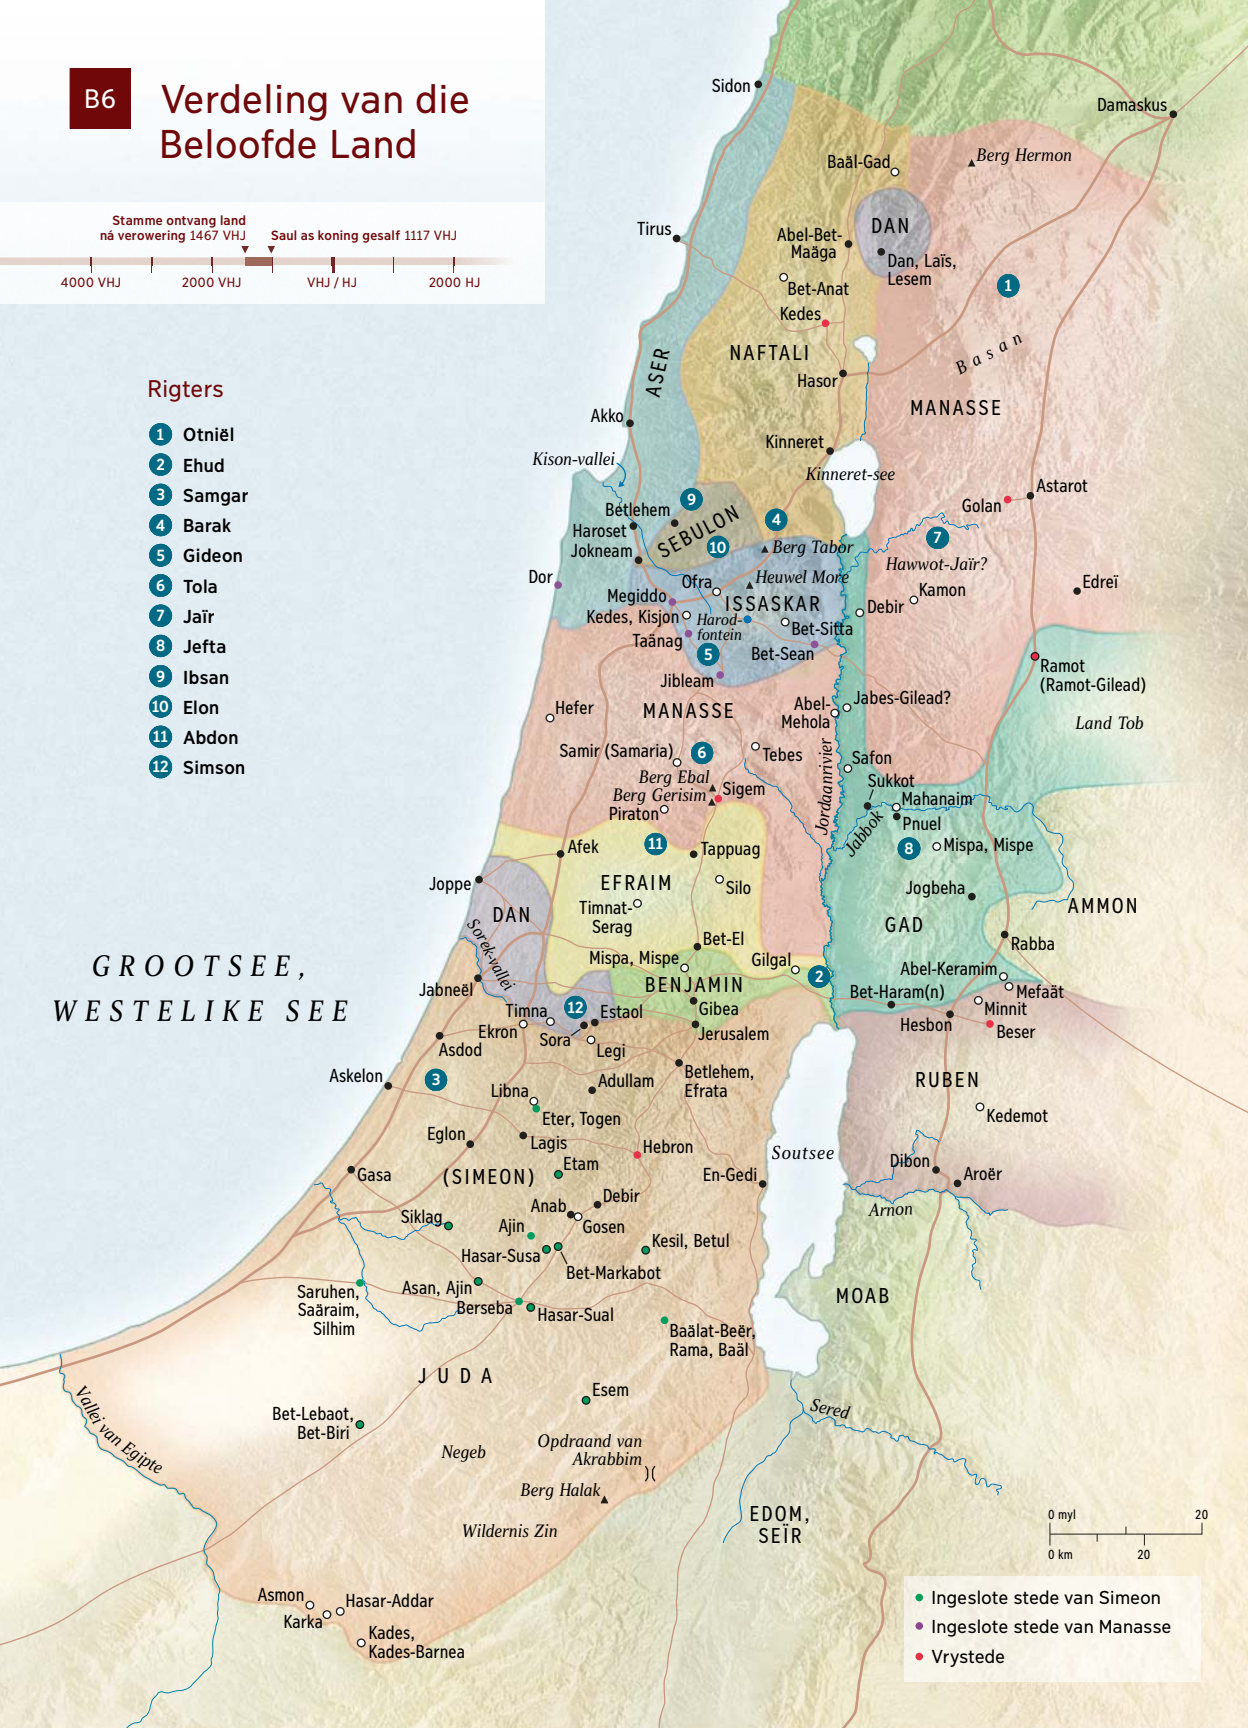 B6
Verdeling van die
Beloofde Land
Stamme ontvang land
ná verowering 1467 VHJ
Saul as koning gesalf 1117 VHJ
4000 VHJ
2000 VHJ
VHJ / HJ
2000 HJ
Rigters
1 Otniël
2 Ehud
3 Samgar
4 Barak
5 Gideon
6 Tola
7 Jaïr
8 Jefta
9 Ibsan
10 Elon
11 Abdon
12 Simson
GROOTSEE,
WESTELIKE SEE
Sidon
Damaskus
Baäl-Gad
Berg Hermon
Tirus
DAN
Abel-Bet-
Maäga
Dan, Laïs,
Lesem
Bet-Anat
1
Kedes
NAFTALI
Basan
ASER
Hasor
MANASSE
Akko
Kinneret
Kison-vallei
Kinneret-see
Astarot
Golan
9
Betlehem
SEBULON
4
Haroset
Jokneam
10
Berg Tabor
7
Hawwot-Jaïr?
Dor
Ofra
Heuwel More
Edreï
Megiddo
ISSASKAR
Kamon
Debir
Kedes, Kisjon
Harod-
fontein
Bet-Sitta
Taänag
5
Bet-Sean
Ramot
(Ramot-Gilead)
Jibleam
Hefer
MANASSE
Abel-
Mehola
Jabes-Gilead?
Land Tob
Samir (Samaria)
6
Tebes
Jordaanrivier
Safon
Berg Ebal
Berg Gerisim
Sigem
Sukkot
Mahanaim
Piraton
Pnuel
Jabbok
Afek
11
Tappuag
8
Mispa, Mispe
Joppe
EFRAIM
Silo
Jogbeha
DAN
Timnat-
Serag
GAD
AMMON
Sorek-vallei
Bet-El
Rabba
Mispa, Mispe
Gilgal
2
Abel-Keramim
Jabneël
BENJAMIN
Bet-Haram(n)
Mefaät
Minnit
Timna
12
Estaol
Gibea
Hesbon
Beser
Ekron
Sora
Jerusalem
Asdod
Legi
Askelon
3
Adullam
Betlehem,
Efrata
RUBEN
Libna
Kedemot
Eter, Togen
Eglon
Lagis
Hebron
Soutsee
Dibon
Gasa
(SIMEON)
Etam
En-Gedi
Aroër
Anab
Debir
Arnon
Siklag
Ajin
Gosen
Hasar-Susa
Kesil, Betul
Bet-Markabot
Saruhen,
Saäraim,
Silhim
Asan, Ajin
MOAB
Berseba
Hasar-Sual
Baälat-Beër,
Rama, Baäl
JUDA
Esem
Vallei van Egipte
Bet-Lebaot,
Bet-Biri
Sered
Negeb
Opdraand van
Akrabbim
Berg Halak
EDOM,
SEÏR
Wildernis Zin
0 myl
20
0 km
20
Asmon
Hasar-Addar
Karka
Kades,
Kades-Barnea
Ingeslote stede van Simeon
Ingeslote stede van Manasse
Vrystede